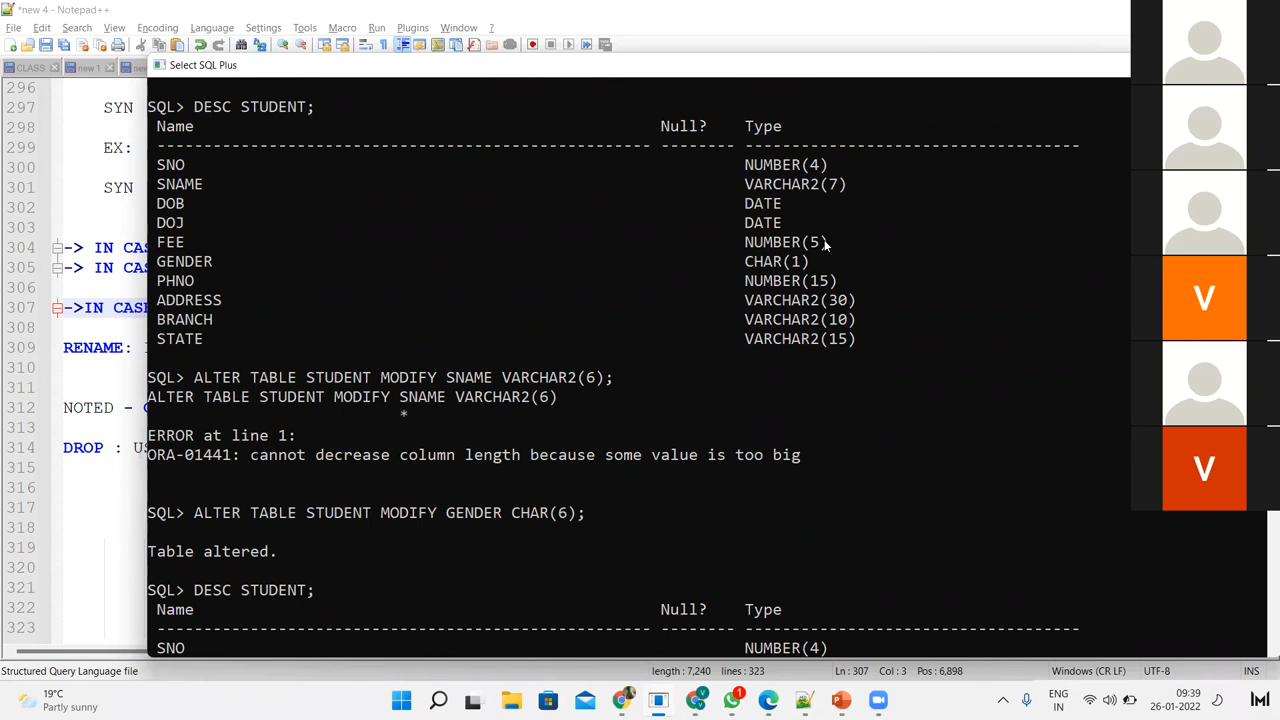 *new 4 - Notepad++
File Edit Search View Encoding Language Settings Tools Macro Run Plugins Window ?
CLASS new 1
Select SQL Plus
296
297 SYN
298
299 EX:
300
301 SYN
302
303
304 -> IN CAS
305 -> IN CAS
306
307 ->IN CASE
308
309 RENAME:
310
311
312 NOTED -
313
314 DROP : US
315
316
317
318
319
320
321
322
323
SQL> DESC STUDENT;
Name Null? Type
----------------------------------------------------- -------- ------------------------------------
SNO NUMBER(4)
SNAME VARCHAR2(7)
DOB DATE
DOJ DATE
FEE NUMBER(5)
GENDER CHAR(1)
PHNO NUMBER(15)
ADDRESS VARCHAR2(30)
BRANCH VARCHAR2(10)
STATE VARCHAR2(15)
SQL> ALTER TABLE STUDENT MODIFY SNAME VARCHAR2(6);
ALTER TABLE STUDENT MODIFY SNAME VARCHAR2(6)
*
ERROR at line 1:
ORA-01441: cannot decrease column length because some value is too big
SQL> ALTER TABLE STUDENT MODIFY GENDER CHAR(6);
Table altered.
SQL> DESC STUDENT;
Name Null? Type
----------------------------------------------------- -------- ------------------------------------
SNO NUMBER(4)
V
V
Structured Query Language file length : 7,240 lines : 323 Ln : 307 Col : 3 Pos : 6,898 Windows (CR LF) UTF-8 INS
19°C
Partly sunny
1
ENG
IN
09:39
26-01-2022